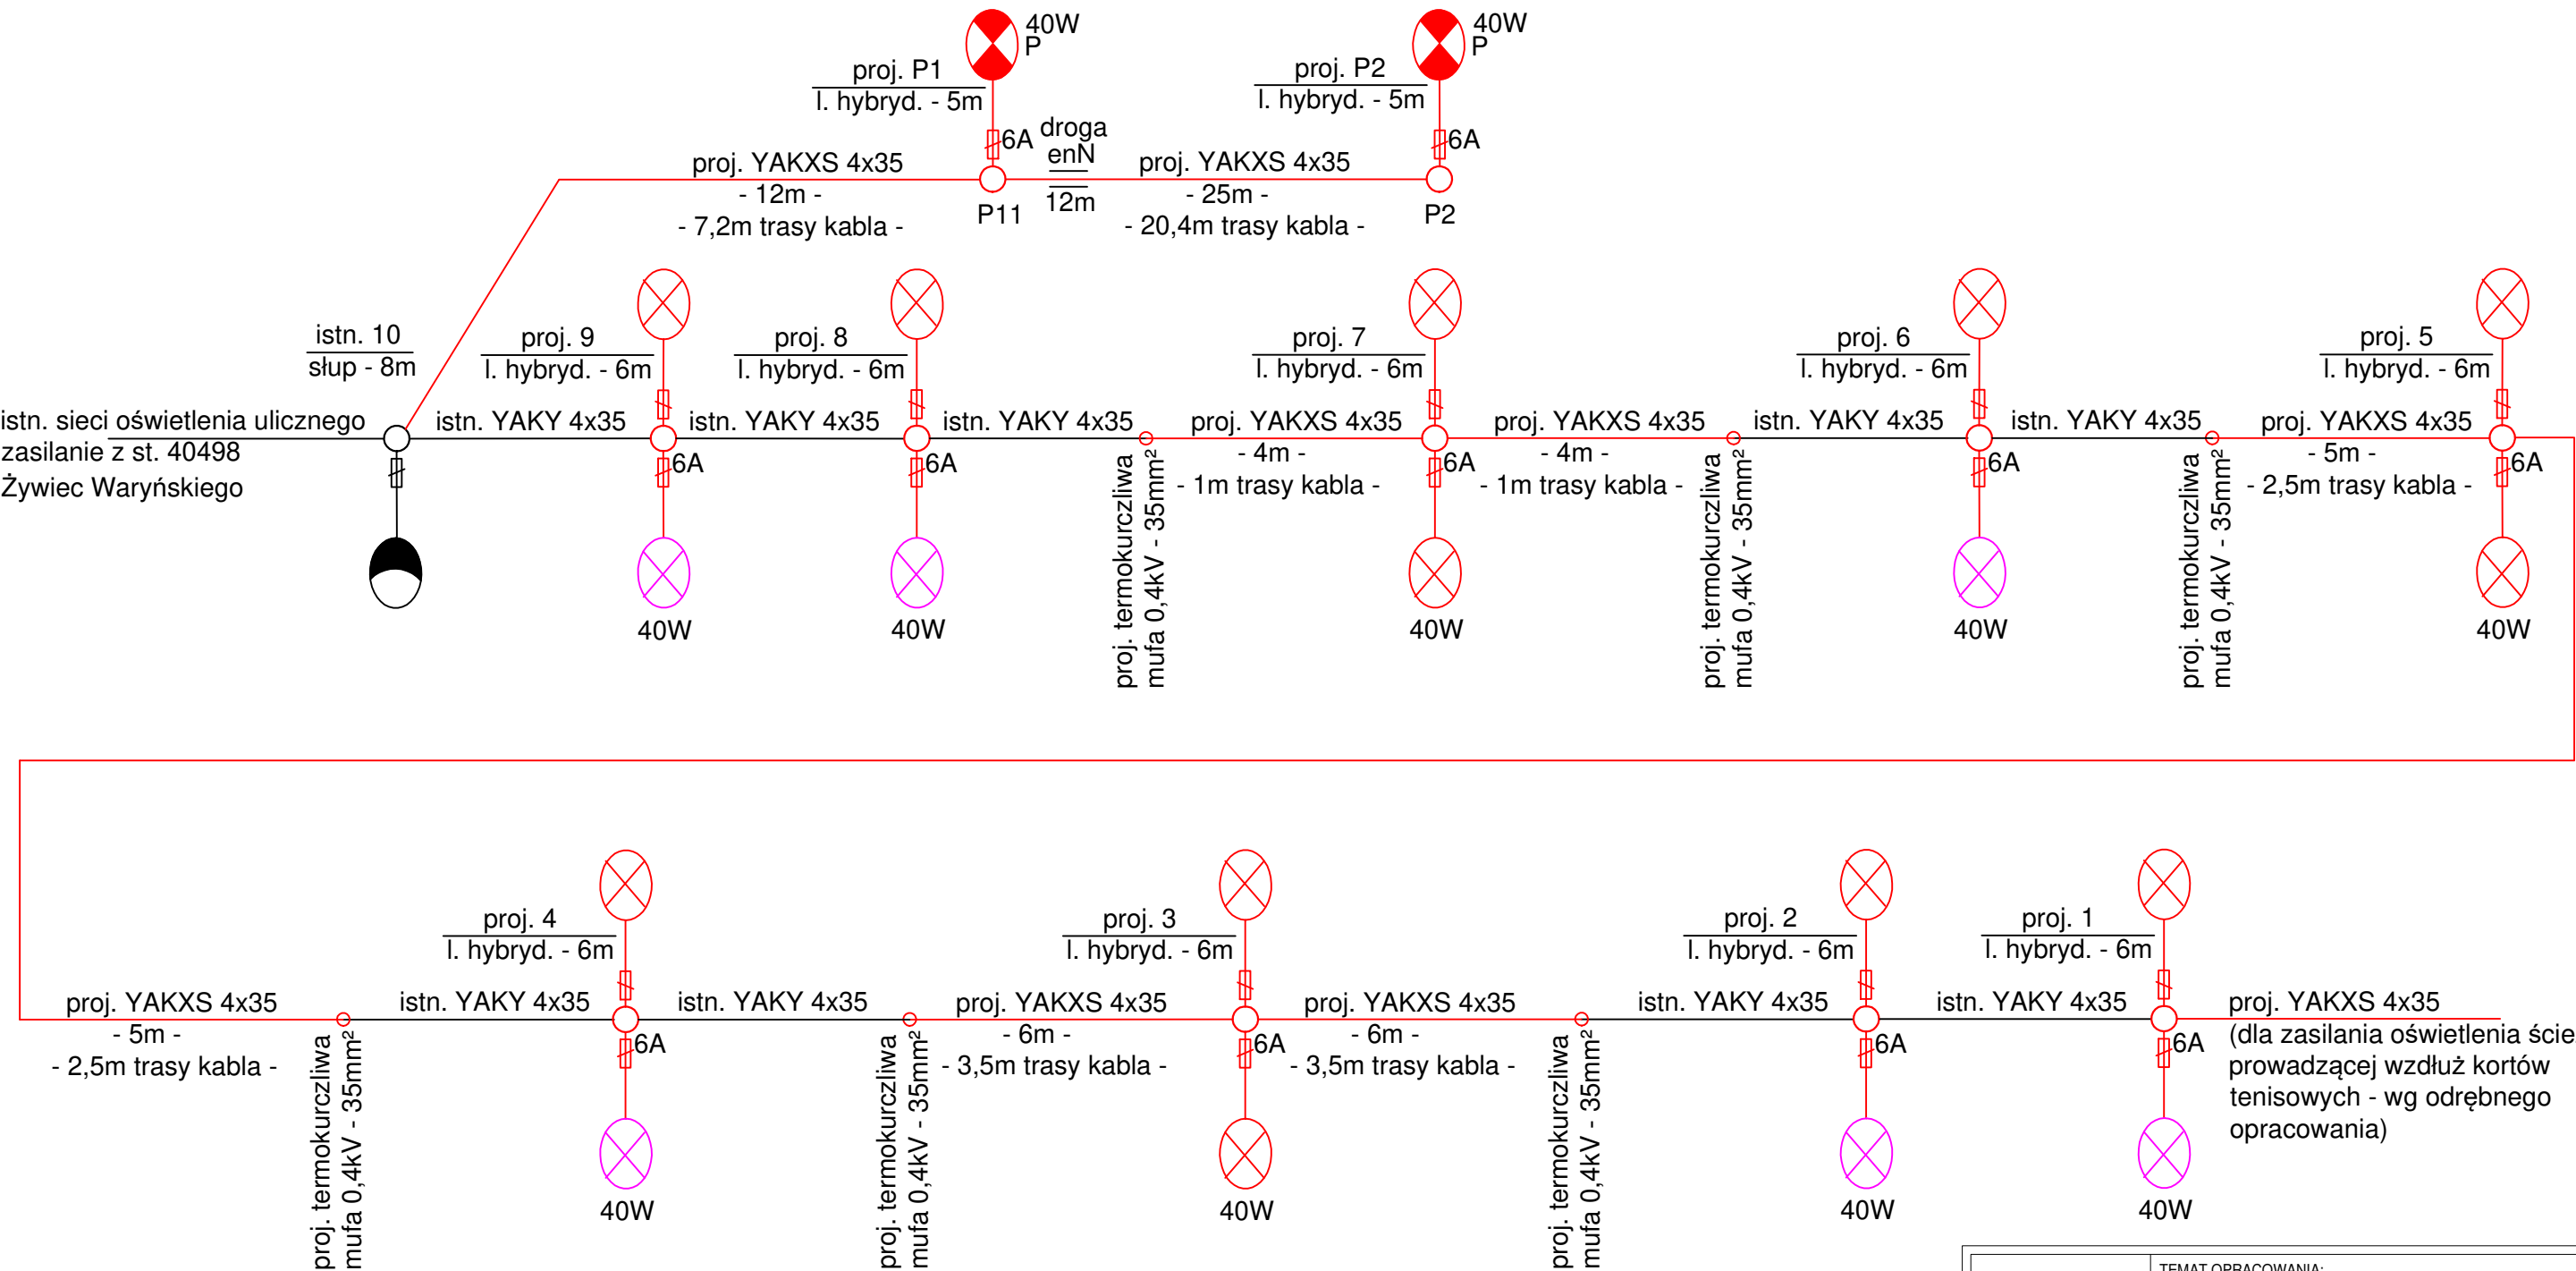 40W
P
40W
P
proj. P1
l. hybryd. - 5m
proj. P2
l. hybryd. - 5m
6A
droga
enN
12m
6A
proj. YAKXS 4x35
- 12m -
- 7,2m trasy kabla -
P11
proj. YAKXS 4x35
- 25m -
- 20,4m trasy kabla -
P2
istn. 10
słup - 8m
proj. 9
l. hybryd. - 6m
proj. 8
l. hybryd. - 6m
proj. 7
l. hybryd. - 6m
proj. 6
l. hybryd. - 6m
proj. 5
l. hybryd. - 6m
istn. sieci oświetlenia ulicznego
zasilanie z st. 40498
Żywiec Waryńskiego
istn. YAKY 4x35
6A
40W
istn. YAKY 4x35
6A
40W
istn. YAKY 4x35
proj. termokurczliwa
mufa 0,4kV - 35mm²
proj. YAKXS 4x35
- 4m -
- 1m trasy kabla -
6A
40W
proj. YAKXS 4x35
- 4m -
- 1m trasy kabla -
proj. termokurczliwa
mufa 0,4kV - 35mm²
istn. YAKY 4x35
6A
40W
istn. YAKY 4x35
proj. termokurczliwa
mufa 0,4kV - 35mm²
proj. YAKXS 4x35
- 5m -
- 2,5m trasy kabla -
6A
40W
proj. 4
l. hybryd. - 6m
proj. 3
l. hybryd. - 6m
proj. 2
l. hybryd. - 6m
proj. 1
l. hybryd. - 6m
proj. YAKXS 4x35
- 5m -
- 2,5m trasy kabla -
proj. termokurczliwa
mufa 0,4kV - 35mm²
istn. YAKY 4x35
6A
40W
istn. YAKY 4x35
proj. termokurczliwa
mufa 0,4kV - 35mm²
proj. YAKXS 4x35
- 6m -
- 3,5m trasy kabla -
6A
40W
proj. YAKXS 4x35
- 6m -
- 3,5m trasy kabla -
proj. termokurczliwa
mufa 0,4kV - 35mm²
istn. YAKY 4x35
6A
40W
istn. YAKY 4x35
6A
40W
proj. YAKXS 4x35
(dla zasilania oświetlenia ście
prowadzącej wzdłuż kortów
tenisowych - wg odrębnego
opracowania)
TEMAT OPRACOWANIA: